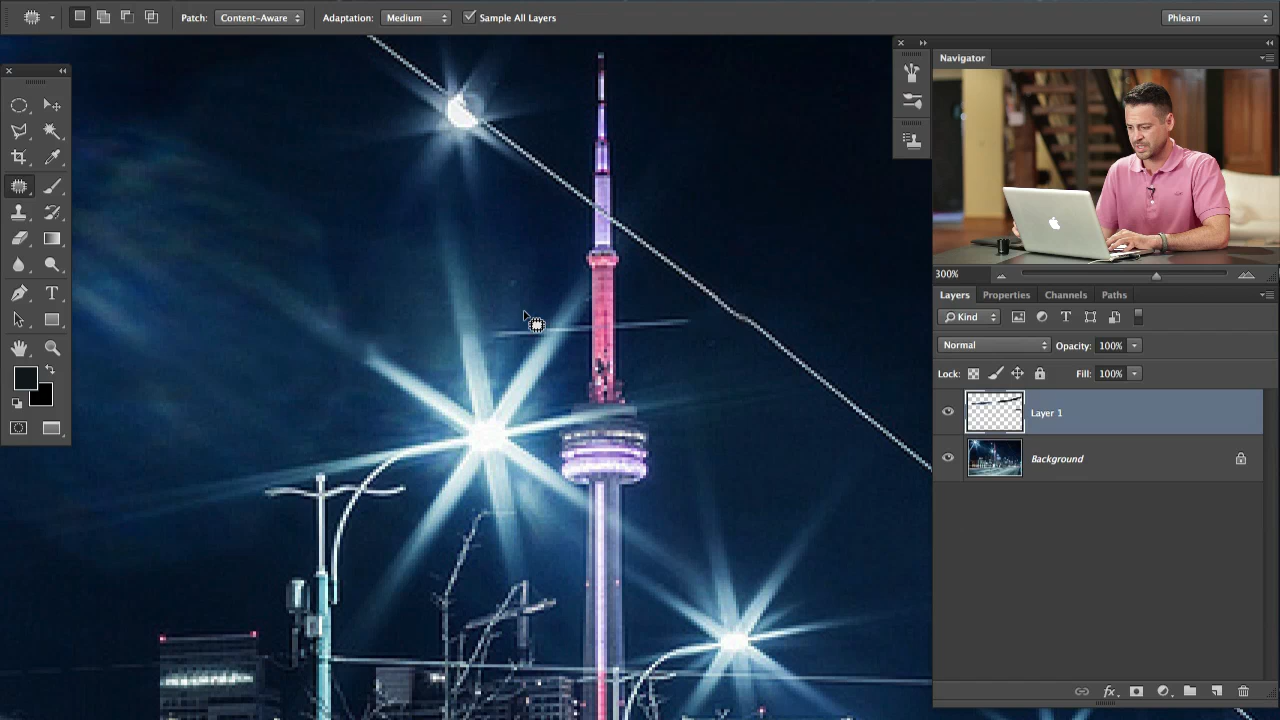 Patch: Content-Aware Adaptation: Medium Sample All Layers Phlearn
Navigator
300%
Layers Properties Channels Paths
Kind
Normal Opacity: 100%
Lock: Fill: 100%
Layer 1
Background